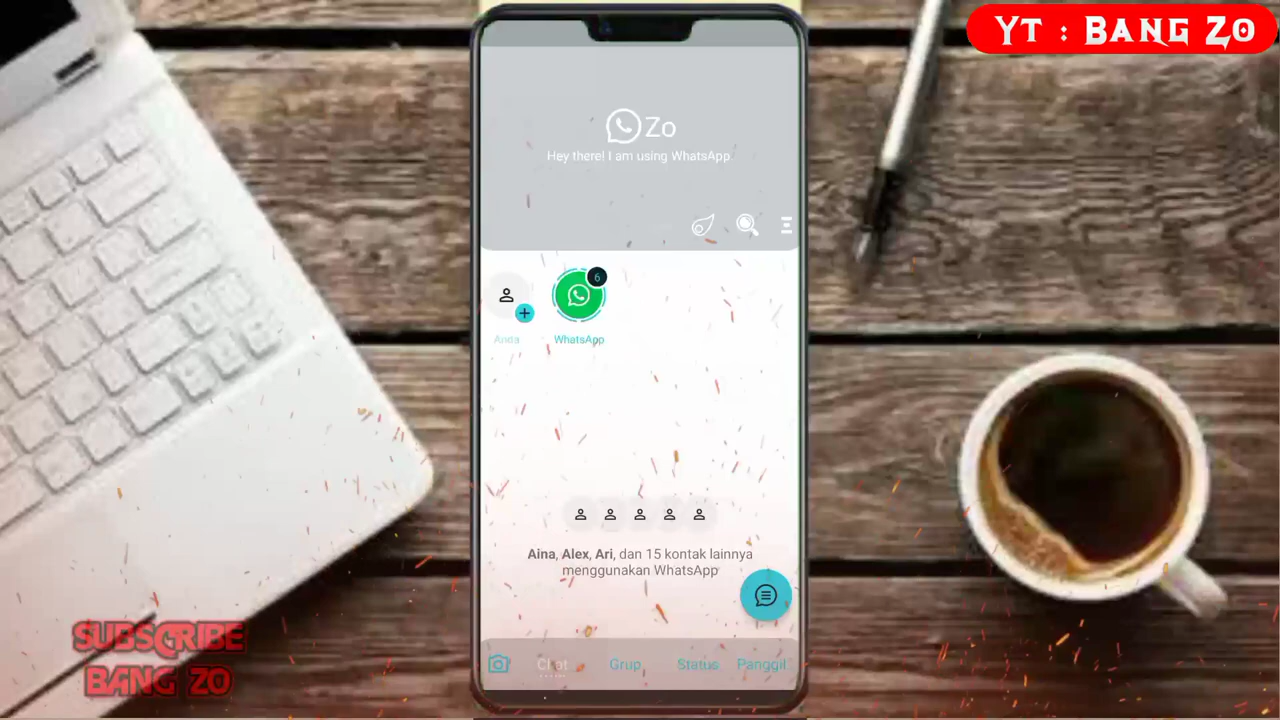 YT : BANG ZO
Zo
Hey there! I am using WhatsApp
6
Anda
WhatsApp
Aina, Alex, Ari, dan 15 kontak lainnya
menggunakan WhatsApp
Chat
Grup
Status
Panggil
SUBSCRIBE
BANG ZO